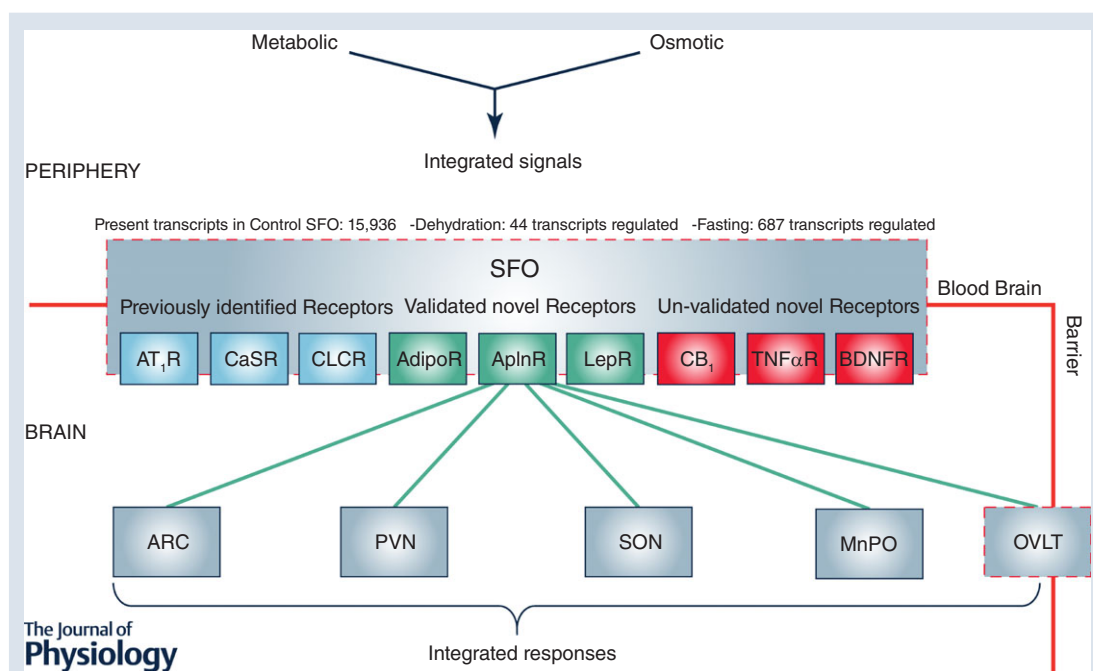 Metabolic
Osmotic
Integrated signals
PERIPHERY
Present transcripts in Control SFO: 15,936 -Dehydration: 44 transcripts regulated -Fasting: 687 transcripts regulated
SFO
Blood Brain
Barrier
Previously identified Receptors
Validated novel Receptors
Un-validated novel Receptors
AT₁R
CaSR
CLCR
AdipoR
AplnR
LepR
CB₁
TNFαR
BDNFR
BRAIN
ARC
PVN
SON
MnPO
OVLT
Integrated responses
The Journal of
Physiology